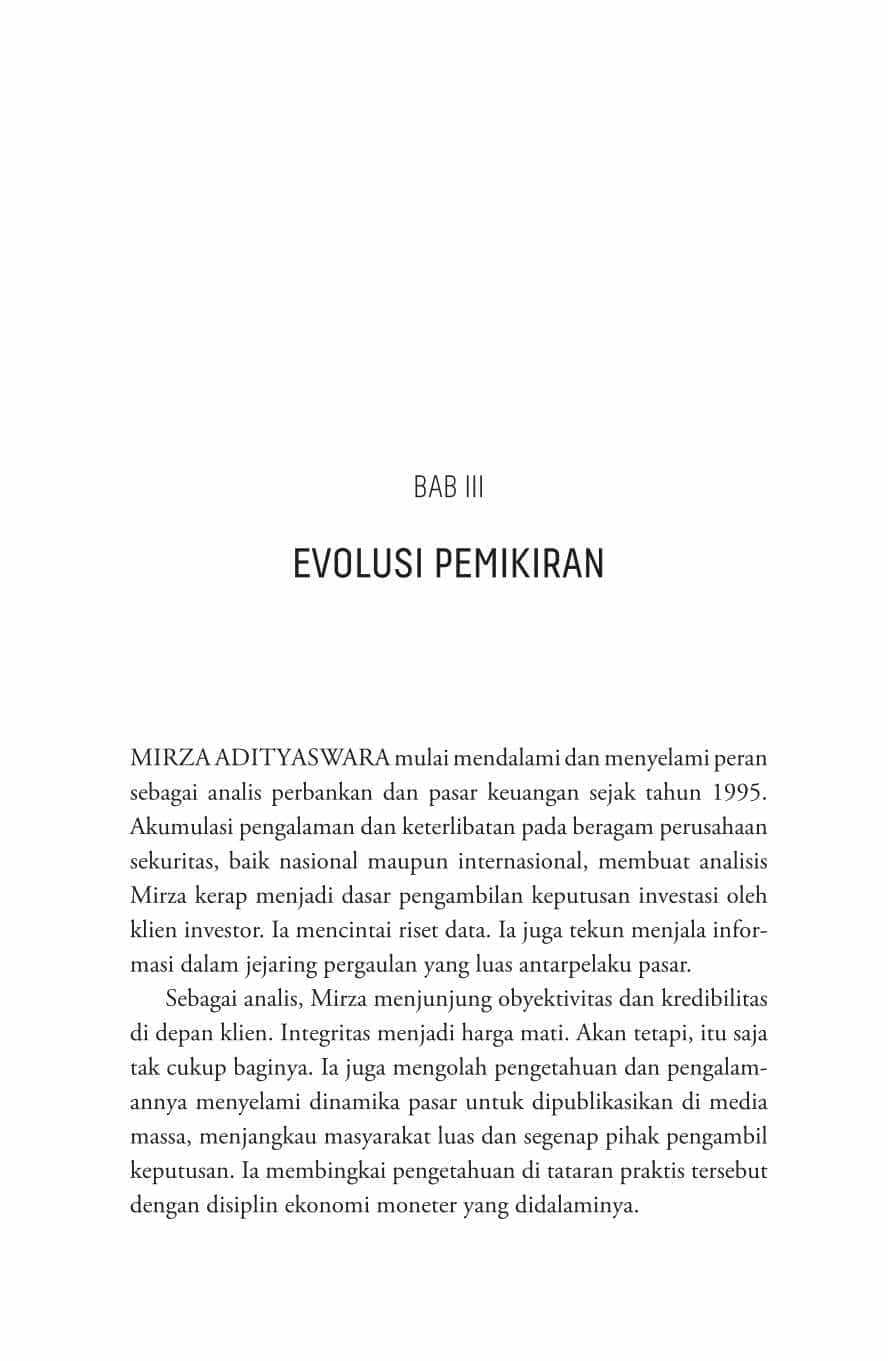 BAB III
EVOLUSI PEMIKIRAN
MIRZA ADITYASWARA mulai mendalami dan menyelami peran
sebagai analis perbankan dan pasar keuangan sejak tahun 1995.
Akumulasi pengalaman dan keterlibatan pada beragam perusahaan
sekuritas, baik nasional maupun internasional, membuat analisis
Mirza kerap menjadi dasar pengambilan keputusan investasi oleh
klien investor. Ia mencintai riset data. Ia juga tekun menjala infor-
masi dalam jejaring pergaulan yang luas antarpelaku pasar.
Sebagai analis, Mirza menjunjung obyektivitas dan kredibilitas
di depan klien. Integritas menjadi harga mati. Akan tetapi, itu saja
tak cukup baginya. Ia juga mengolah pengetahuan dan pengalam-
annya menyelami dinamika pasar untuk dipublikasikan di media
massa, menjangkau masyarakat luas dan segenap pihak pengambil
keputusan. Ia membingkai pengetahuan di tataran praktis tersebut
dengan disiplin ekonomi moneter yang didalaminya.